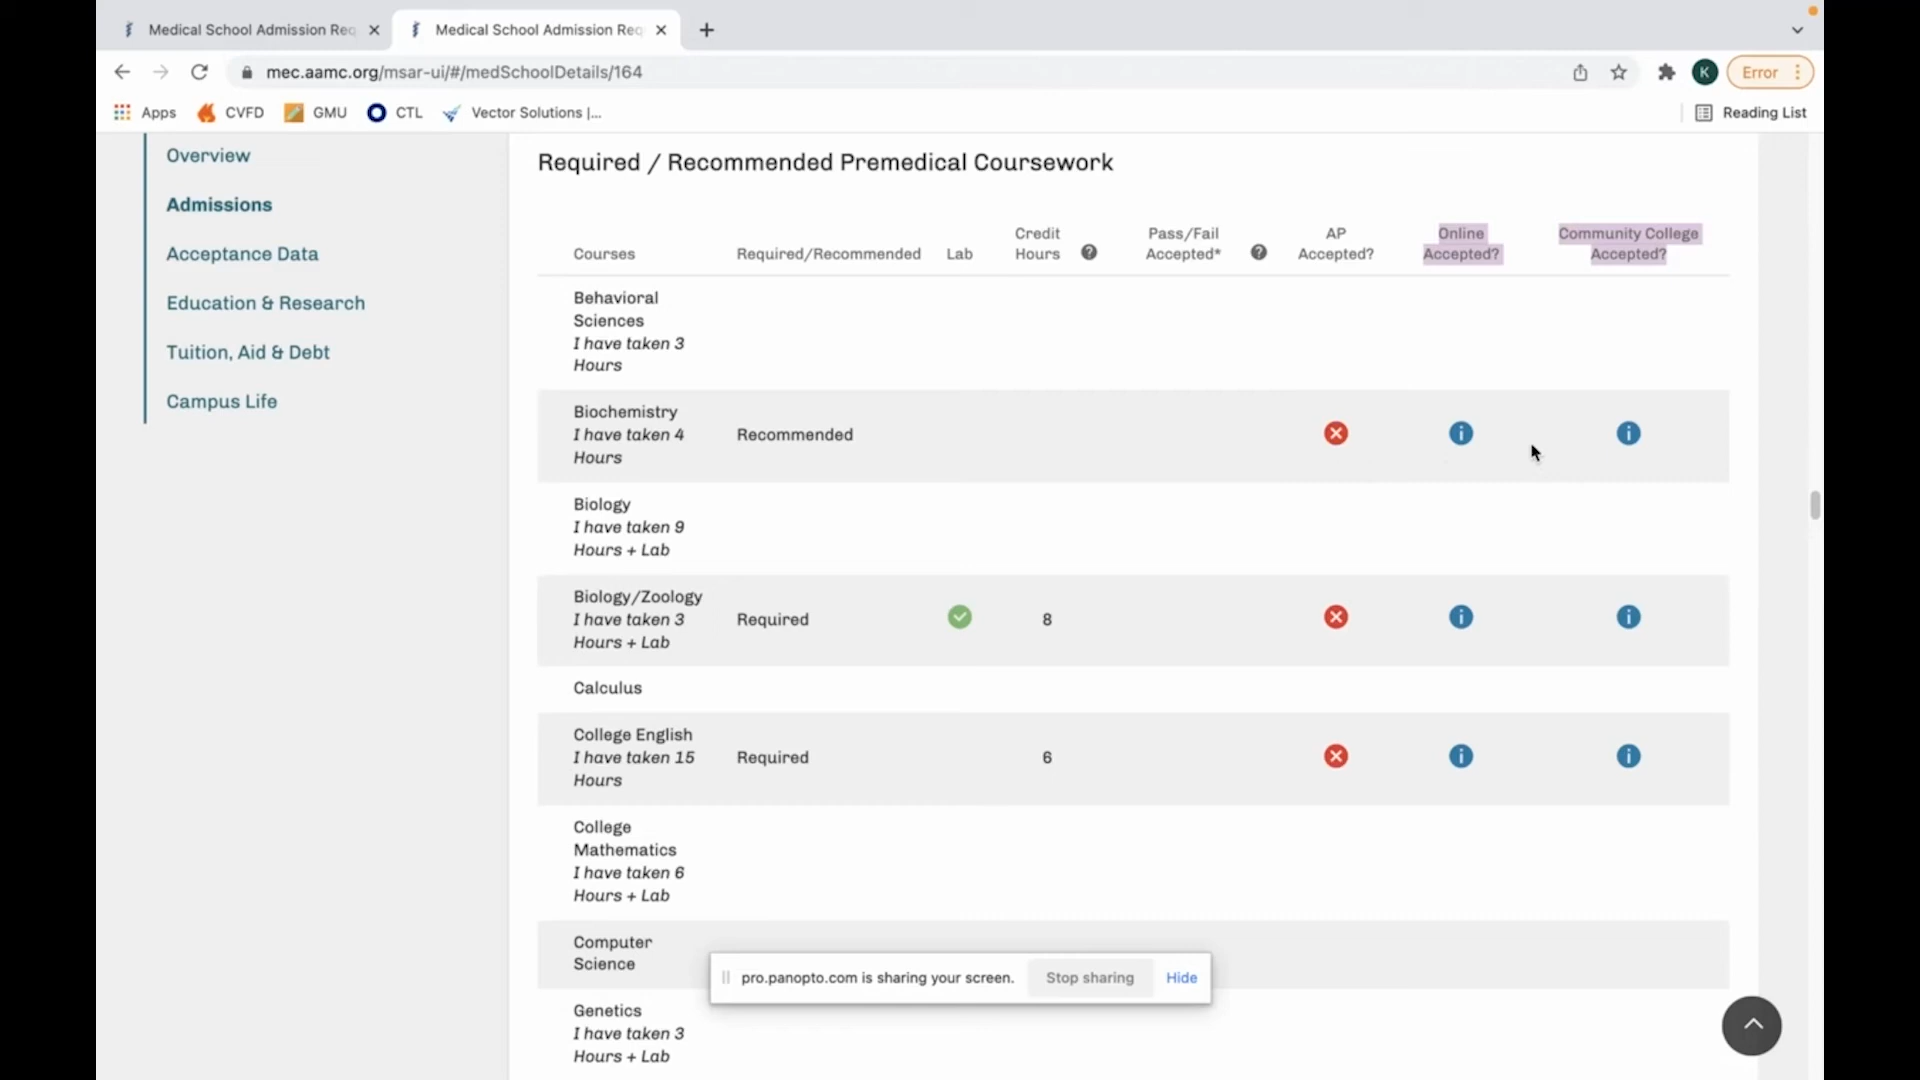 Medical School Admission Req
Medical School Admission Req
mec.aamc.org/msar-ui/#/medSchoolDetails/164
K
Error
Apps
CVFD
GMU
CTL
Vector Solutions |...
Reading List
Overview
Admissions
Acceptance Data
Education & Research
Tuition, Aid & Debt
Campus Life
Required / Recommended Premedical Coursework
Courses
Required/Recommended
Lab
Credit
Hours
Pass/Fail
Accepted*
AP
Accepted?
Online
Accepted?
Community College
Accepted?
Behavioral
Sciences
I have taken 3
Hours
Biochemistry
I have taken 4
Hours
Recommended
Biology
I have taken 9
Hours + Lab
Biology/Zoology
I have taken 3
Hours + Lab
Required
8
Calculus
College English
I have taken 15
Hours
Required
6
College
Mathematics
I have taken 6
Hours + Lab
Computer
Science
pro.panopto.com is sharing your screen.
Stop sharing
Hide
Genetics
I have taken 3
Hours + Lab